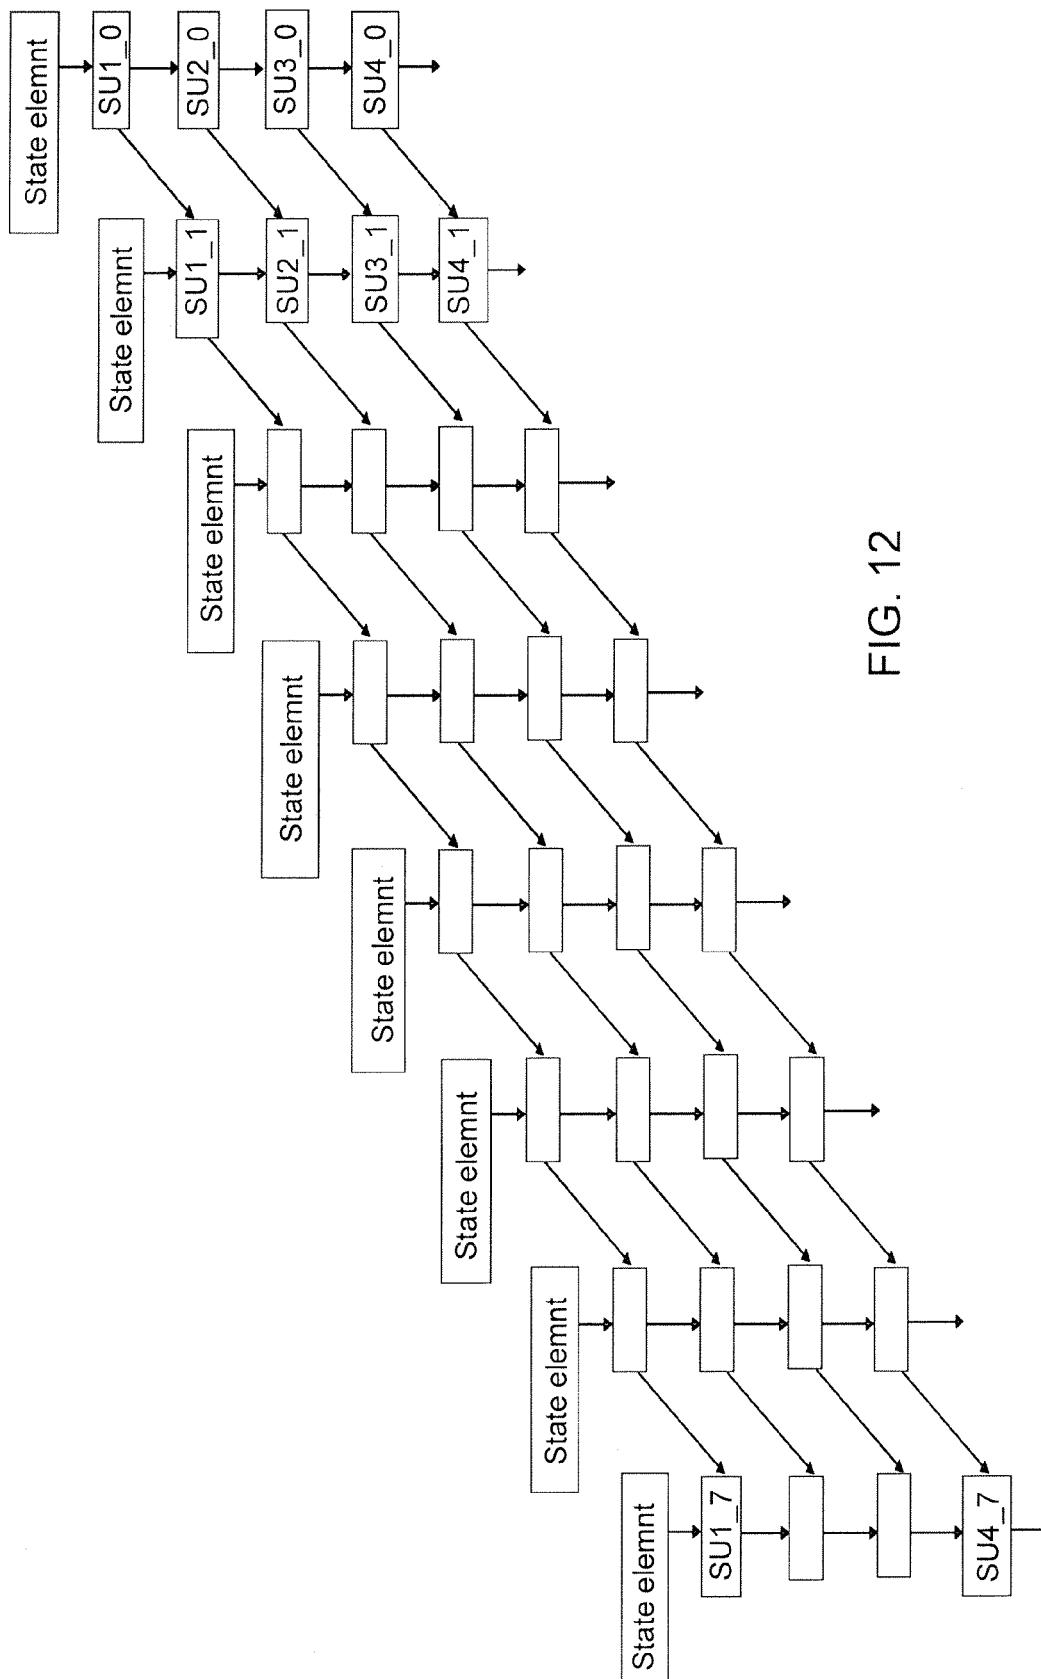 State elemnt
SU1_0
SU2_0
SU3_0
SU4_0
State elemnt
SU1_1
SU2_1
SU3_1
SU4_1
State elemnt
State elemnt
State elemnt
State elemnt
State elemnt
State elemnt
SU1_7
SU4_7
FIG. 12